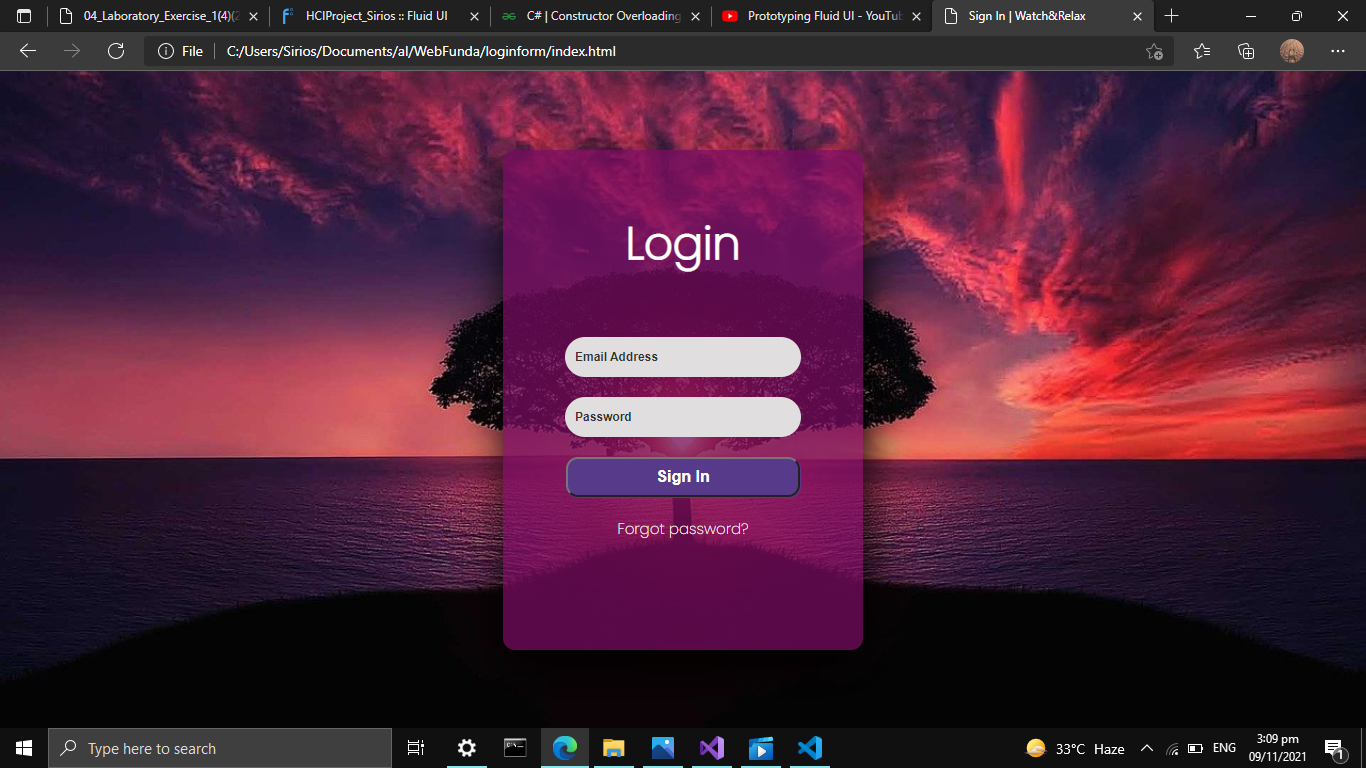 04_Laboratory_Exercise_1(4)(2
HCIProject_Sirios :: Fluid UI
C# | Constructor Overloading
Prototyping Fluid UI - YouTub
Sign In | Watch&Relax
File
C:/Users/Sirios/Documents/al/WebFunda/loginform/index.html
Login
Email Address
Password
Sign In
Forgot password?
Type here to search
33°C Haze
ENG
3:09 pm
09/11/2021
1